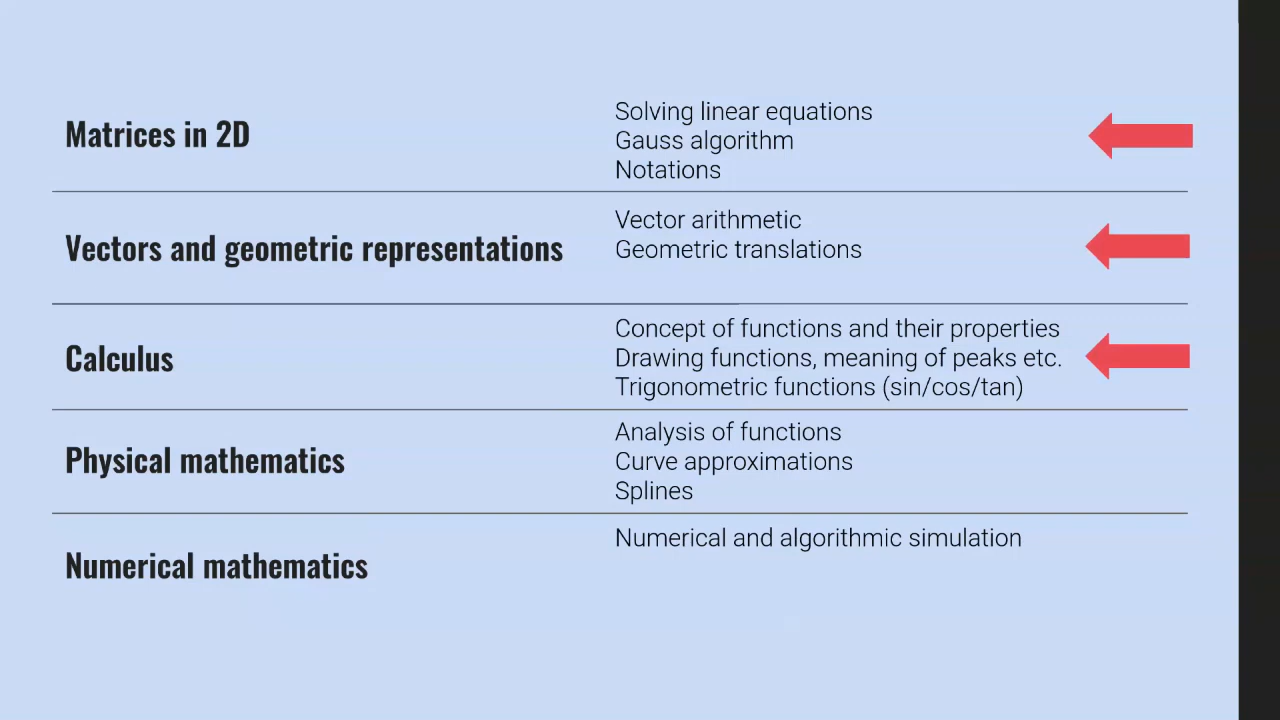 Matrices in 2D
Solving linear equations
Gauss algorithm
Notations
Vectors and geometric representations
Vector arithmetic
Geometric translations
Calculus
Concept of functions and their properties
Drawing functions, meaning of peaks etc.
Trigonometric functions (sin/cos/tan)
Physical mathematics
Analysis of functions
Curve approximations
Splines
Numerical mathematics
Numerical and algorithmic simulation